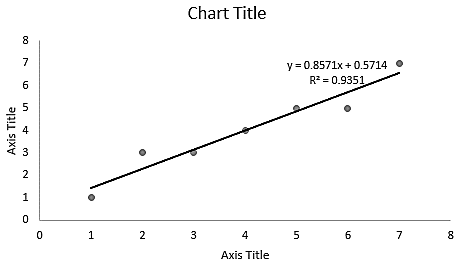 Chart Title
8
7
6
5
4
3
2
1
0
Axis Title
y = 0.8571x + 0.5714
R² = 0.9351
0 1 2 3 4 5 6 7 8
Axis Title